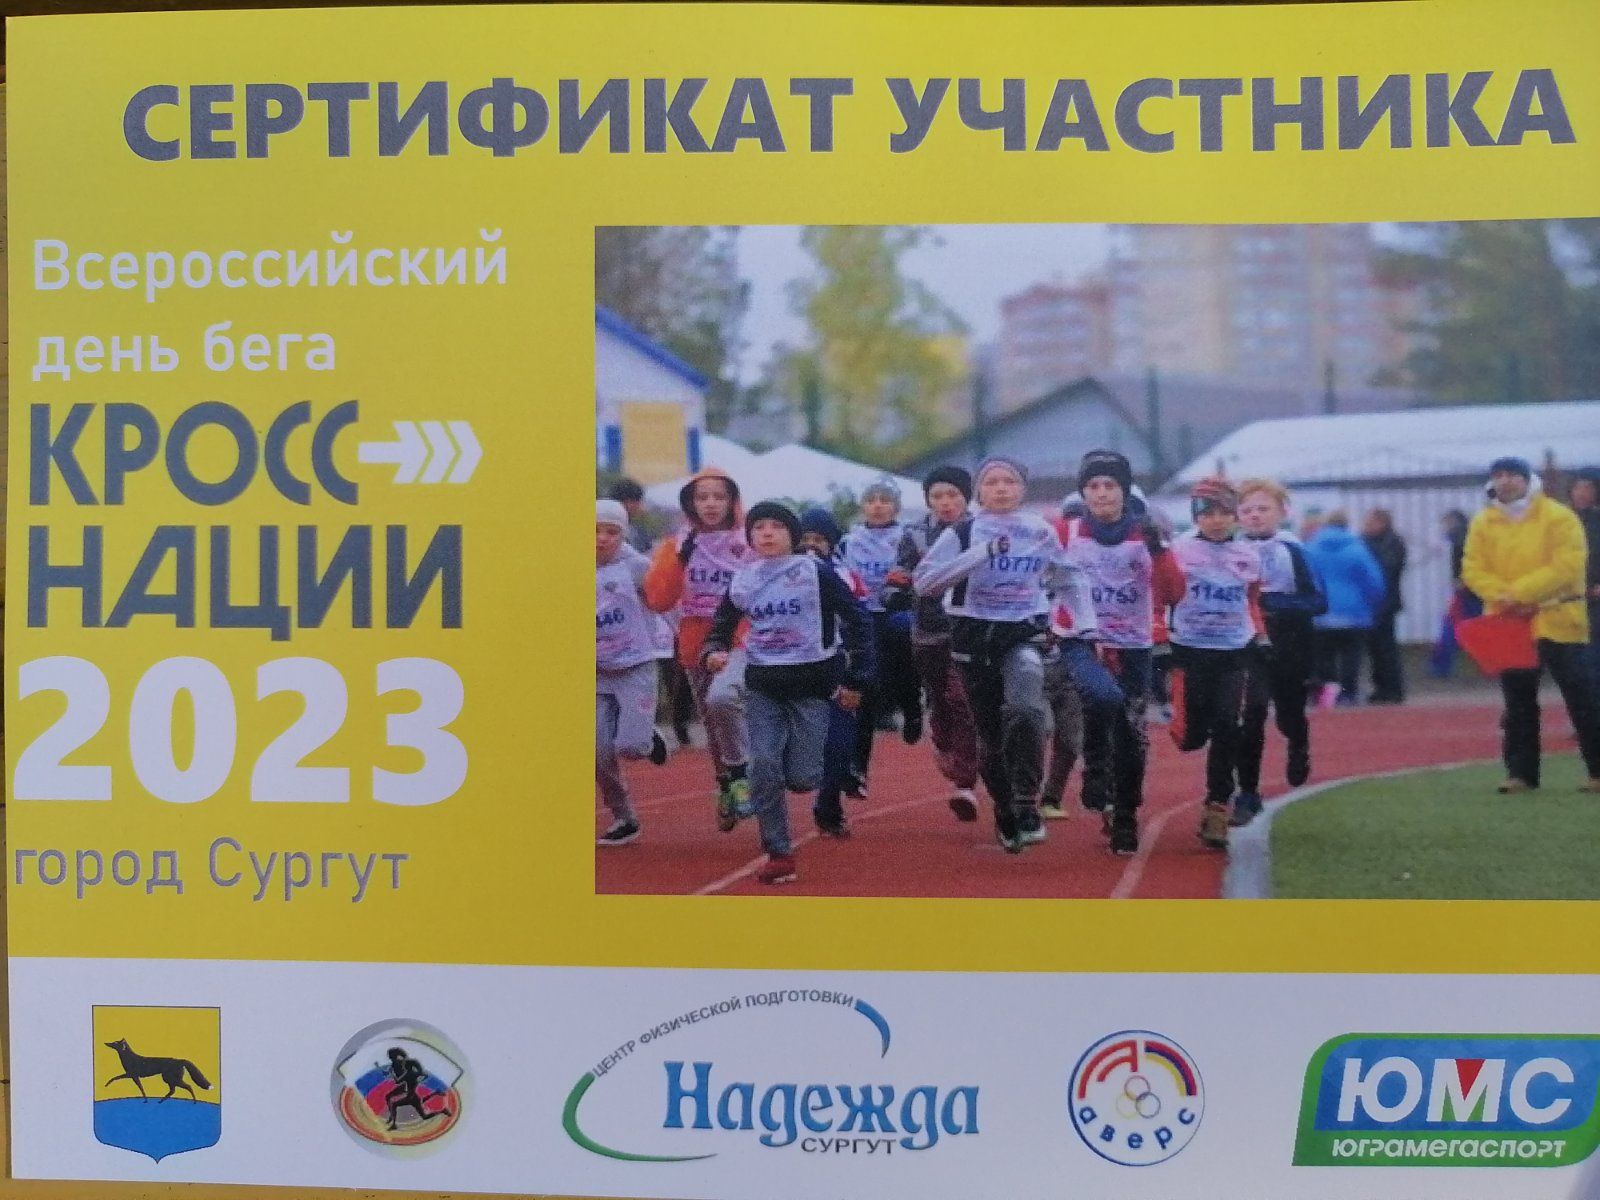 СЕРТИФИКАТ УЧАСТНИКА
Всероссийский
день бега
КРОСС
НАЦИИ
2023
город Сургут
10770
4445
ЦЕНТР ФИЗИЧЕСКОЙ ПОДГОТОВКИ
Надежда
СУРГУТ
аверс
ЮМС
ЮГРАМЕГАСПОРТ